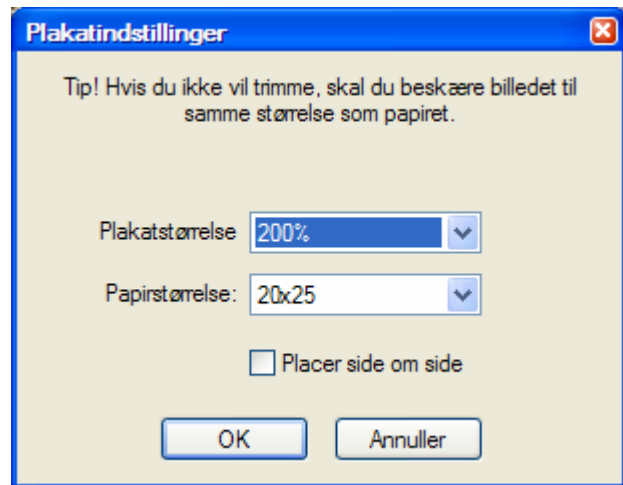 Plakatindstillinger
Tip! Hvis du ikke vil trimme, skal du beskære billedet til
samme størrelse som papiret.
Plakatstørrelse 200%
Papirstørrelse: 20x25
Placer side om side
OK Annuller